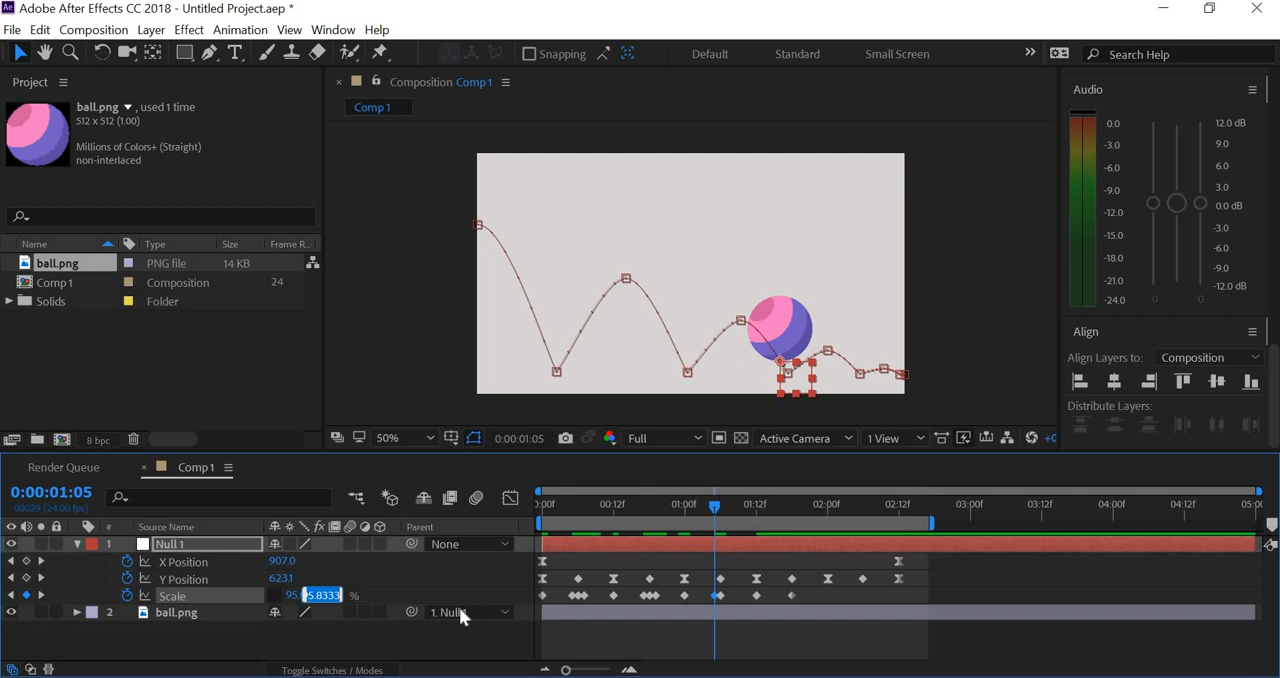 Adobe After Effects CC 2018 - Untitled Project.aep *
File Edit Composition Layer Effect Animation View Window Help
Snapping Default Standard Small Screen Search Help
Project
ball.png , used 1 time
512 x 512 (1.00)
Millions of Colors+ (Straight)
non-interlaced
Name Type Size Frame R...
ball.png PNG file 14 KB
Comp 1 Composition 24
Solids Folder
8 bpc
Composition Comp 1
Comp 1
50% 0:00:01:05 Full Active Camera 1 View
Audio
0.0 12.0 dB
-3.0 9.0
-6.0 6.0
-9.0 3.0
-12.0 0.0 dB
-15.0 -3.0
-18.0 -6.0
-21.0 -9.0
-24.0 0 0 -12.0 dB
Align
Align Layers to: Composition
Distribute Layers:
Render Queue Comp 1
0:00:01:05
00029 (24.00 fps)
:00f 00:12f 01:00f 01:12f 02:00f 02:12f 03:00f 03:12f 04:00f 04:12f 05:0
# Source Name Parent
1 Null 1 None
X Position 907.0
Y Position 623.1
Scale 95. 5.8333 %
2 ball.png 1. Null
Toggle Switches / Modes